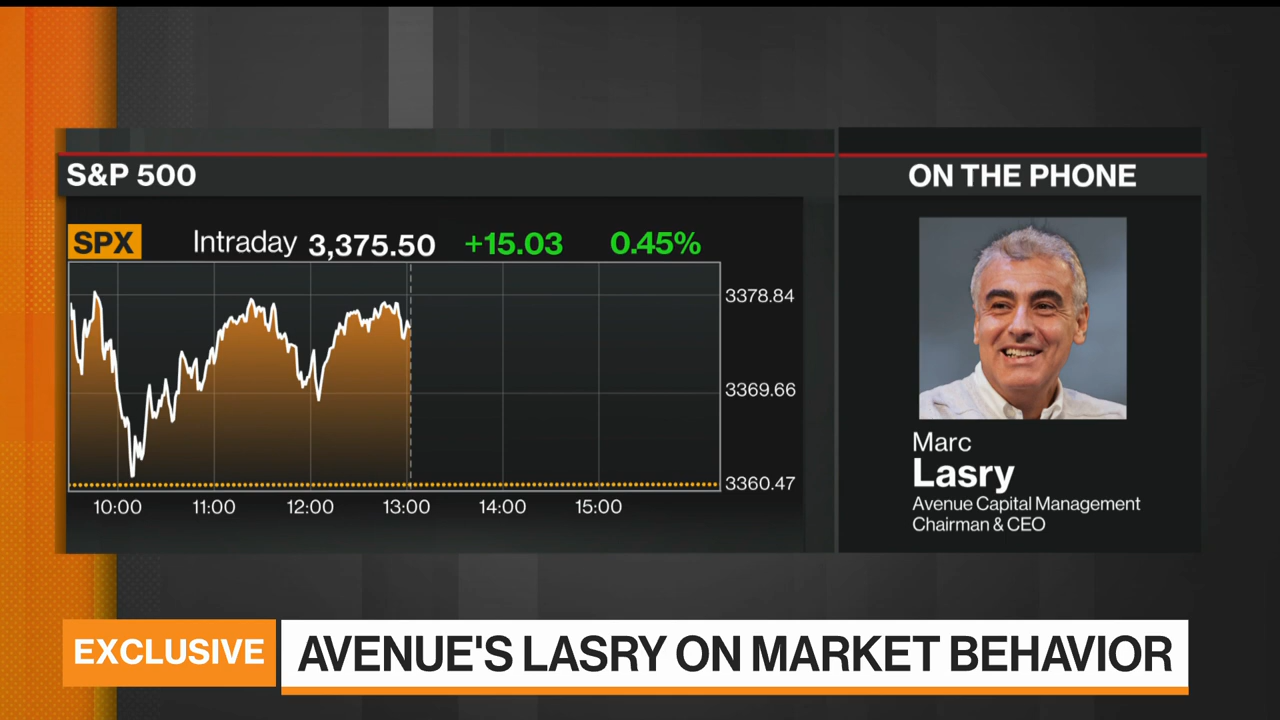 S&P 500
SPX Intraday 3,375.50 +15.03 0.45%
3378.84
3369.66
3360.47
10:00 11:00 12:00 13:00 14:00 15:00
ON THE PHONE
Marc
Lasry
Avenue Capital Management
Chairman & CEO
EXCLUSIVE AVENUE'S LASRY ON MARKET BEHAVIOR